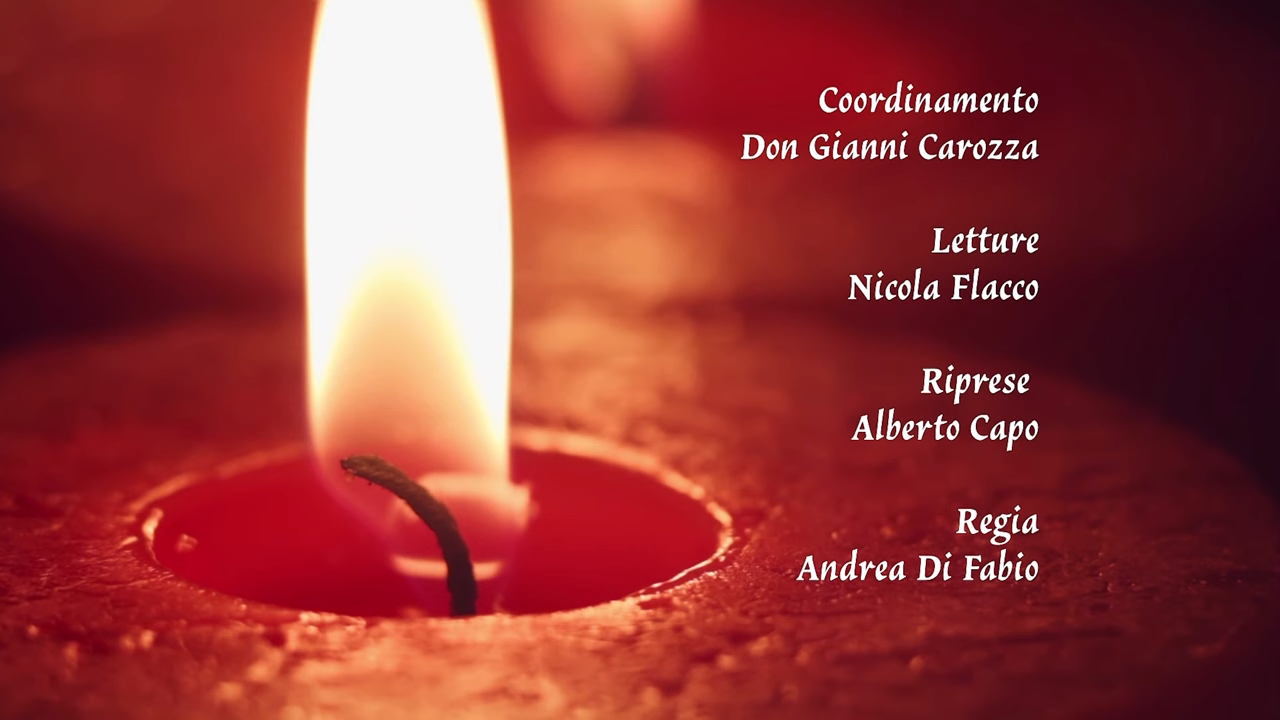 Coordinamento
Don Gianni Carozza
Letture
Nicola Flacco
Riprese
Alberto Capo
Regia
Andrea Di Fabio